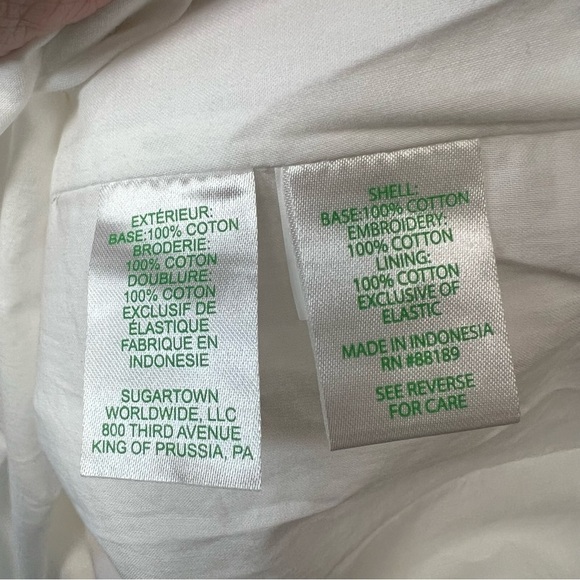 EXTÉRIEUR:
BASE:100% COTON
BRODERIE:
100% COTON
DOUBLURE:
100% COTON
EXCLUSIF DE
ÉLASTIQUE
FABRIQUE EN
INDONESIE
SUGARTOWN
WORLDWIDE, LLC
800 THIRD AVENUE
KING OF PRUSSIA, PA
SHELL:
BASE:100% COTTON
EMBROIDERY:
100% COTTON
LINING:
100% COTTON
EXCLUSIVE OF
ELASTIC
MADE IN INDONESIA
RN #88189
SEE REVERSE
FOR CARE